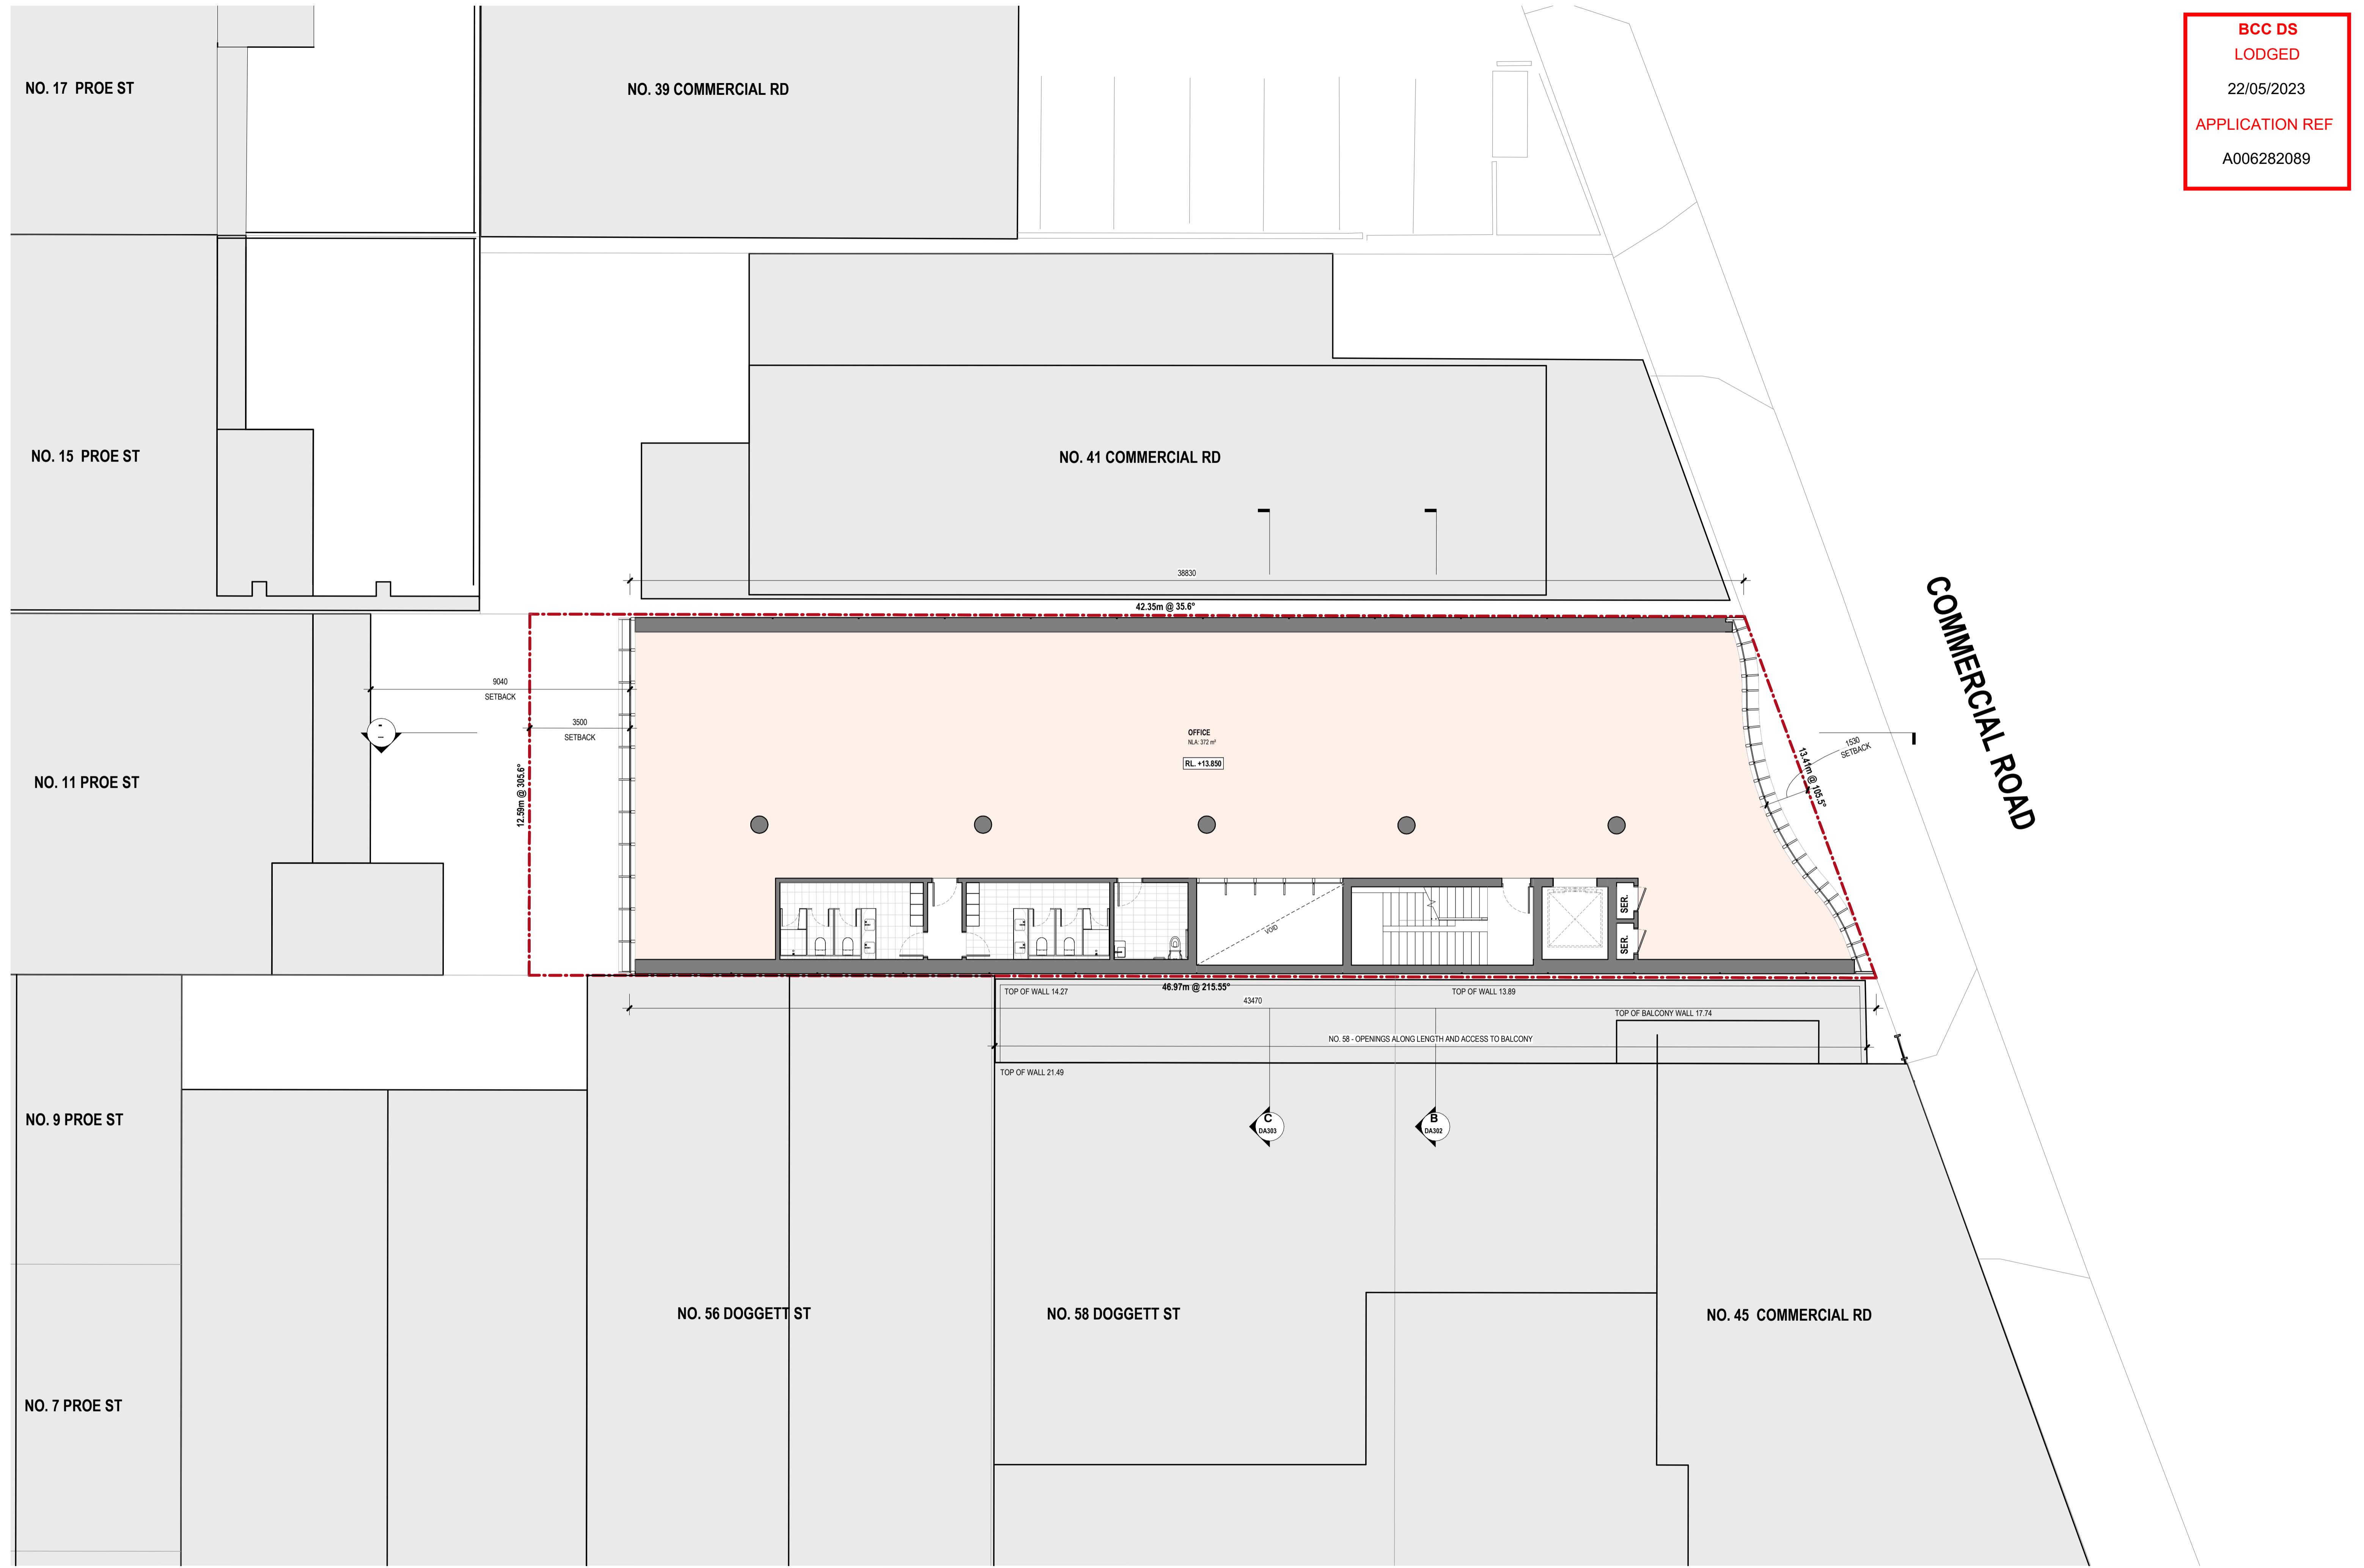 BCC DS
LODGED
22/05/2023
APPLICATION REF
A006282089
NO. 17 PROE ST
NO. 39 COMMERCIAL RD
NO. 15 PROE ST
NO. 41 COMMERCIAL RD
38830
42.35m @ 35.6°
COMMERCIAL ROAD
9040
SETBACK
3500
SETBACK
OFFICE
NLA: 372 m²
RL. +13.850
1530
SETBACK
13.41m @ 105.5°
12.59m @ 305.6°
NO. 11 PROE ST
VOID
SER.
SER.
46.97m @ 215.55°
TOP OF WALL 14.27
TOP OF WALL 13.89
43470
TOP OF BALCONY WALL 17.74
NO. 58 - OPENINGS ALONG LENGTH AND ACCESS TO BALCONY
TOP OF WALL 21.49
NO. 9 PROE ST
C
DA303
B
DA302
NO. 56 DOGGETT ST
NO. 58 DOGGETT ST
NO. 45 COMMERCIAL RD
NO. 7 PROE ST